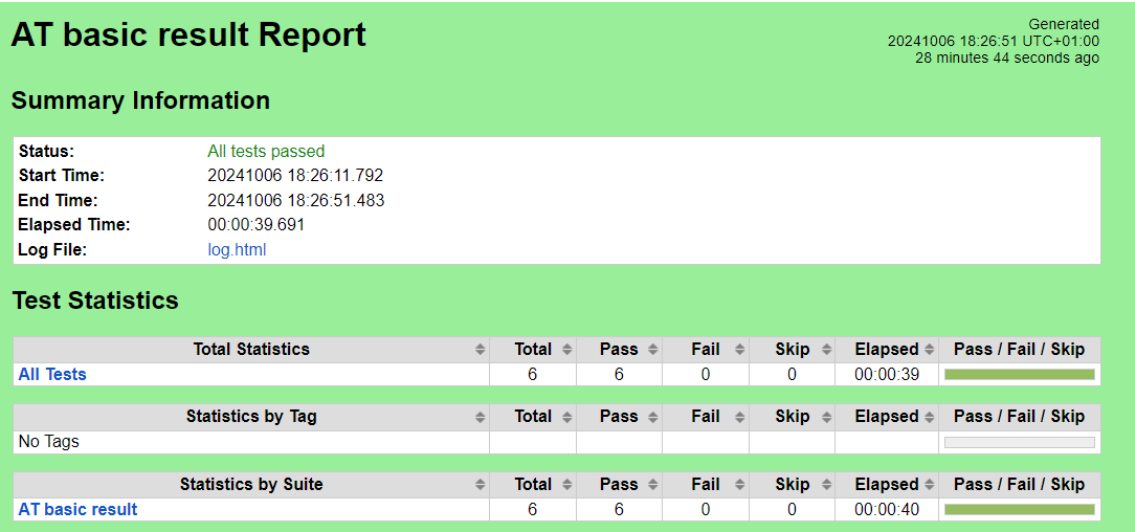 AT basic result Report
Generated
20241006 18:26:51 UTC+01:00
28 minutes 44 seconds ago
Summary Information
Status: All tests passed
Start Time: 20241006 18:26:11.792
End Time: 20241006 18:26:51.483
Elapsed Time: 00:00:39.691
Log File: log.html
Test Statistics
Total Statistics Total Pass Fail Skip Elapsed Pass / Fail / Skip
All Tests 6 6 0 0 00:00:39
Statistics by Tag Total Pass Fail Skip Elapsed Pass / Fail / Skip
No Tags
Statistics by Suite Total Pass Fail Skip Elapsed Pass / Fail / Skip
AT basic result 6 6 0 0 00:00:40